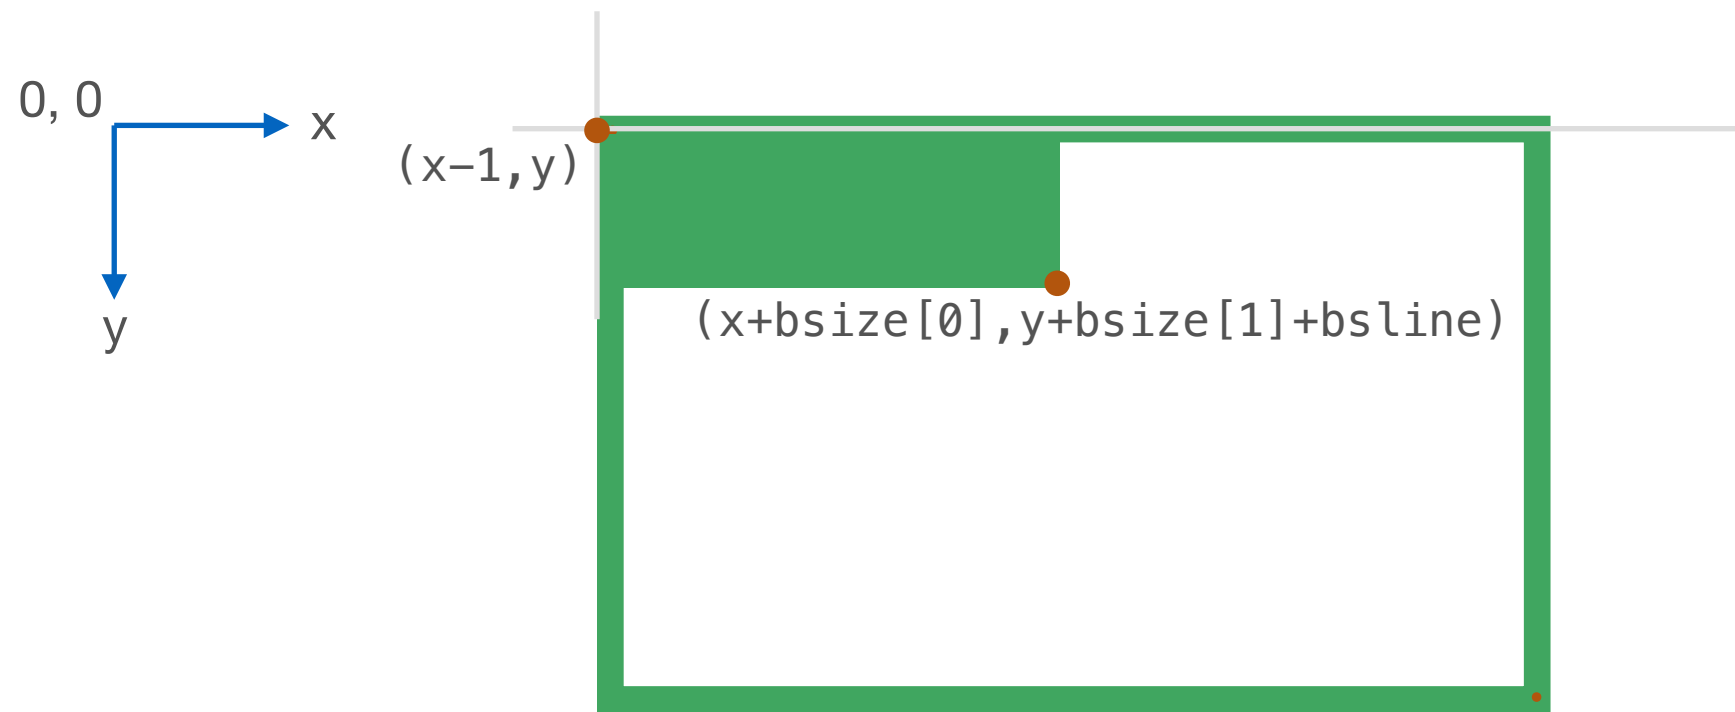 0, 0
x
(x−1,y)
(x+bsize[0],y+bsize[1]+bsline)
y